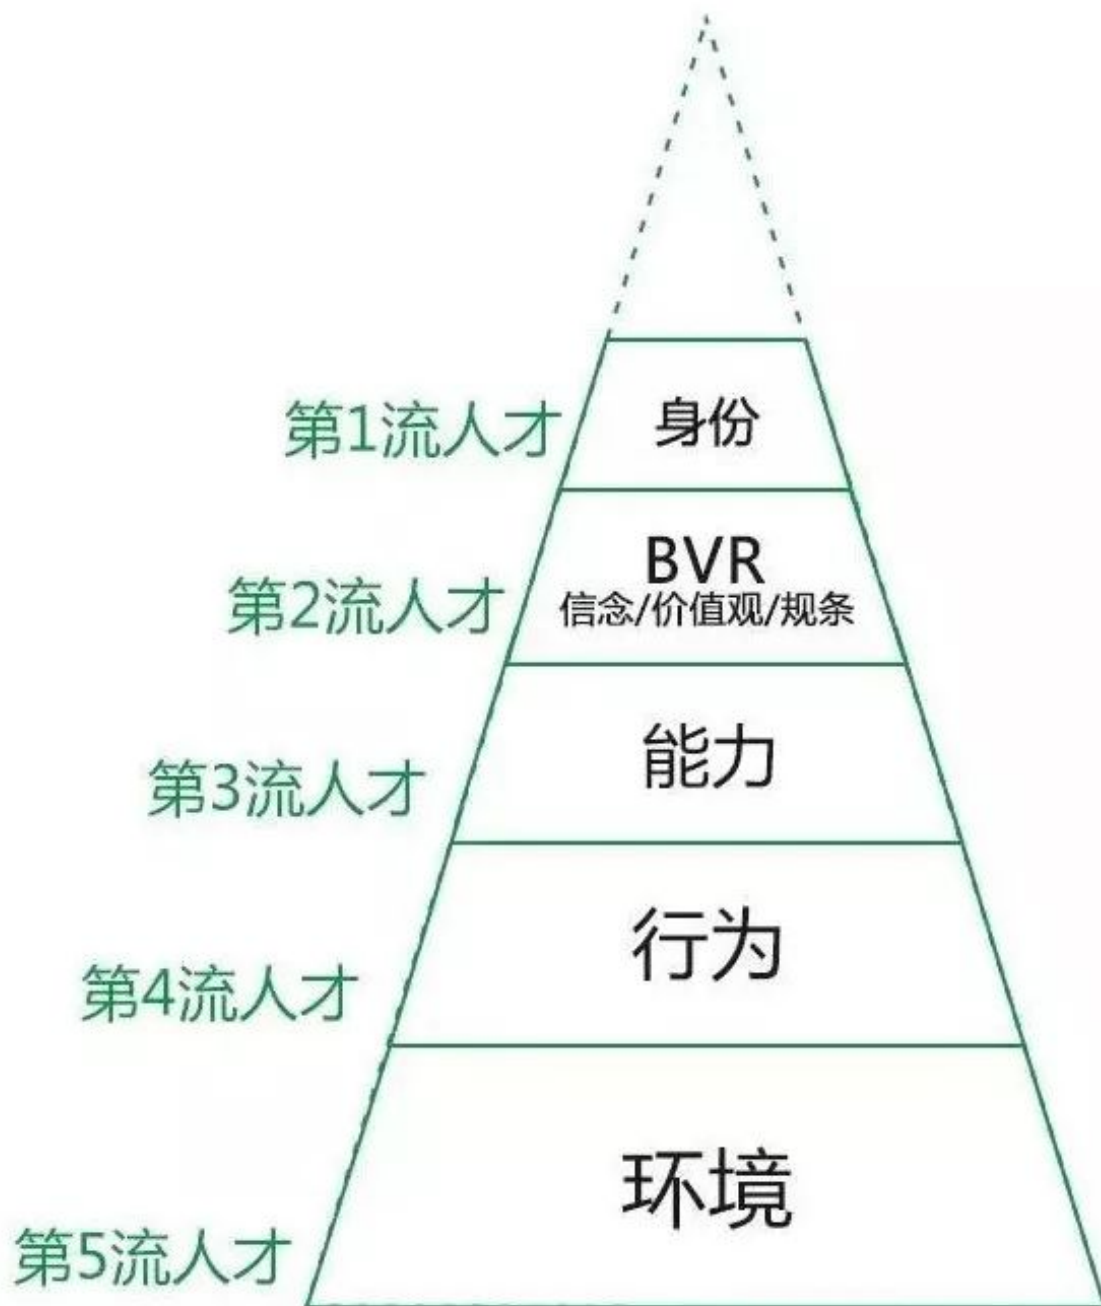 第1流人才
身份
第2流人才
BVR
信念/价值观/规条
第3流人才
能力
第4流人才
行为
第5流人才
环境